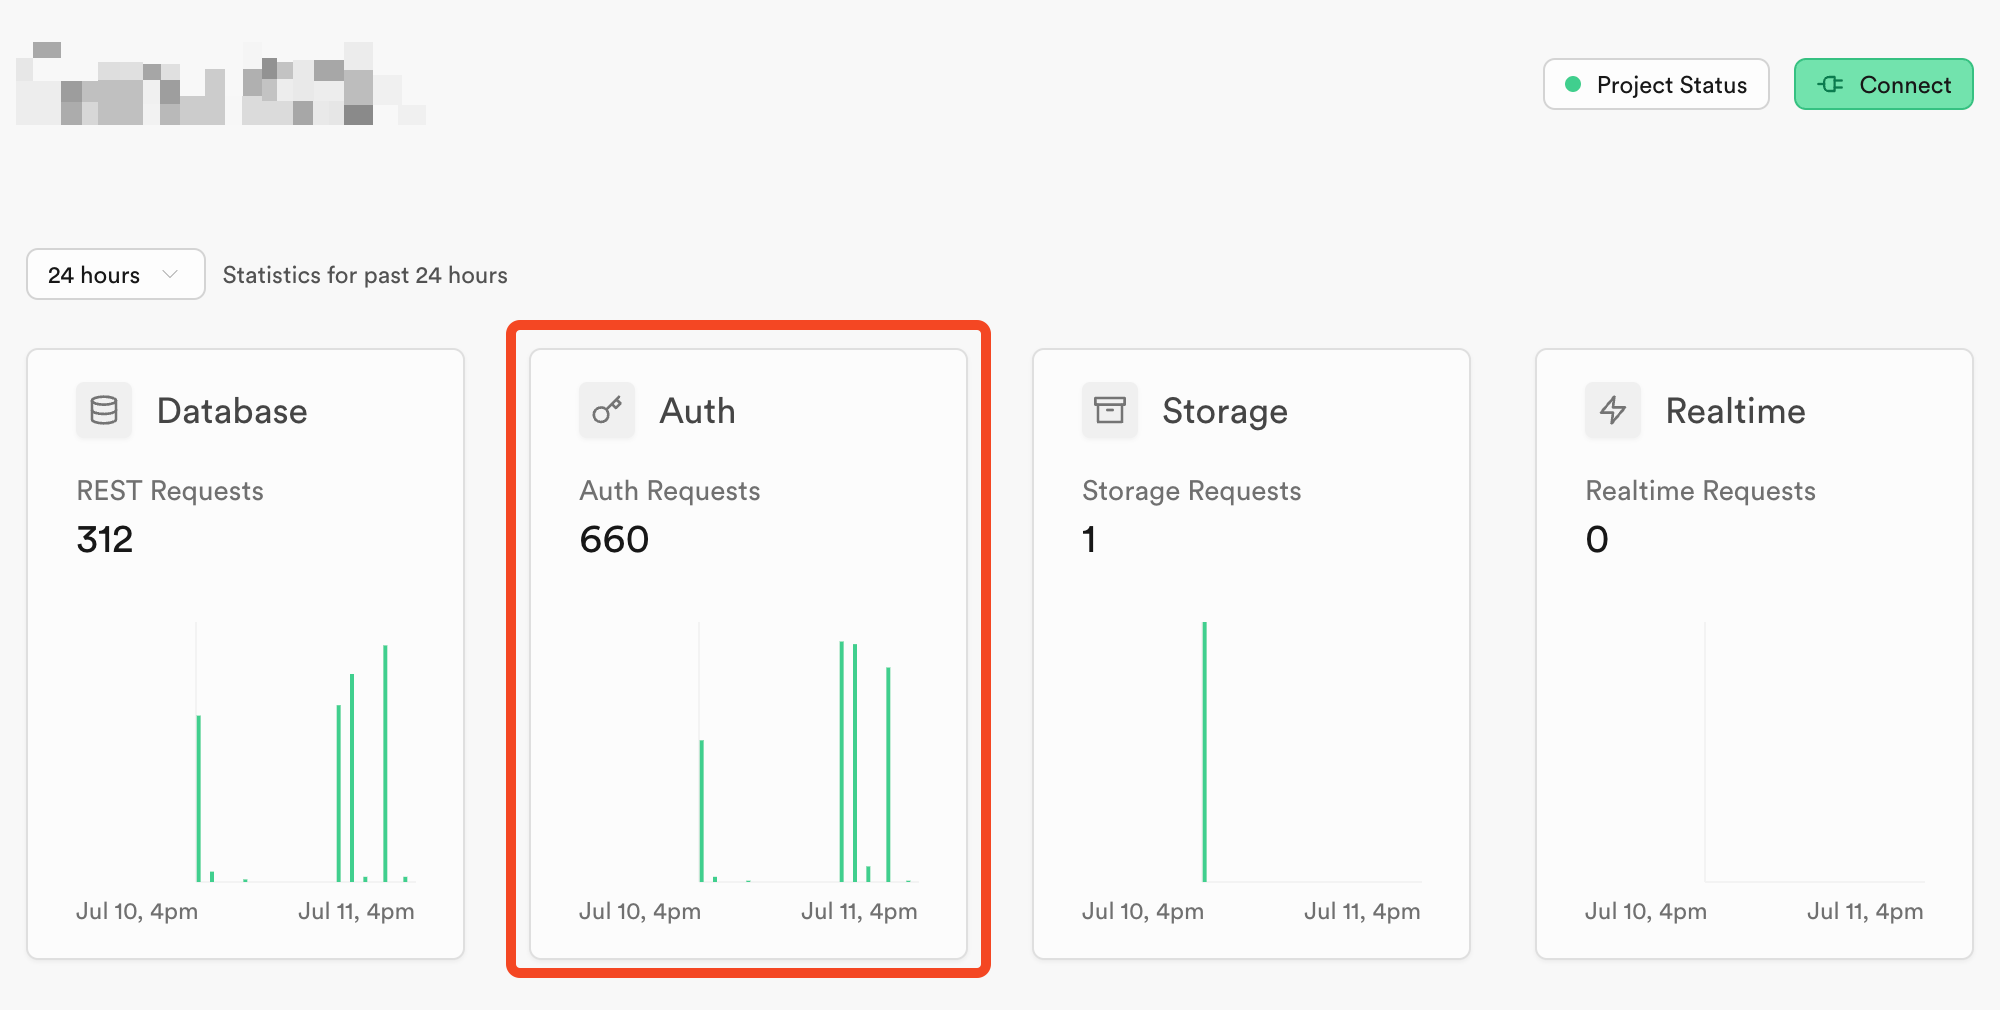 Project Status
Connect
24 hours
Statistics for past 24 hours
Database
REST Requests
312
Jul 10, 4pm
Jul 11, 4pm
Auth
Auth Requests
660
Jul 10, 4pm
Jul 11, 4pm
Storage
Storage Requests
1
Jul 10, 4pm
Jul 11, 4pm
Realtime
Realtime Requests
0
Jul 10, 4pm
Jul 11, 4pm